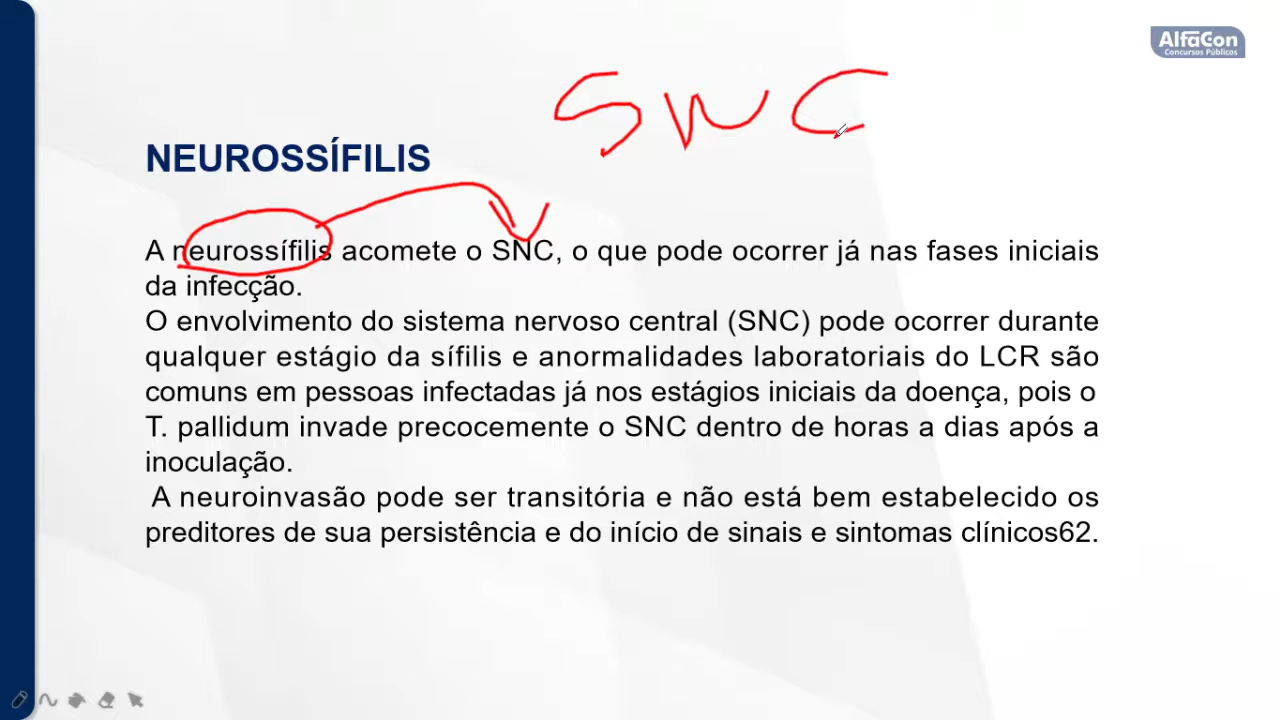 AlfaCon
Concursos Públicos
SNC
NEUROSSÍFILIS
A neurossífilis acomete o SNC, o que pode ocorrer já nas fases iniciais
da infecção.
O envolvimento do sistema nervoso central (SNC) pode ocorrer durante
qualquer estágio da sífilis e anormalidades laboratoriais do LCR são
comuns em pessoas infectadas já nos estágios iniciais da doença, pois o
T. pallidum invade precocemente o SNC dentro de horas a dias após a
inoculação.
A neuroinvasão pode ser transitória e não está bem estabelecido os
preditores de sua persistência e do início de sinais e sintomas clínicos62.